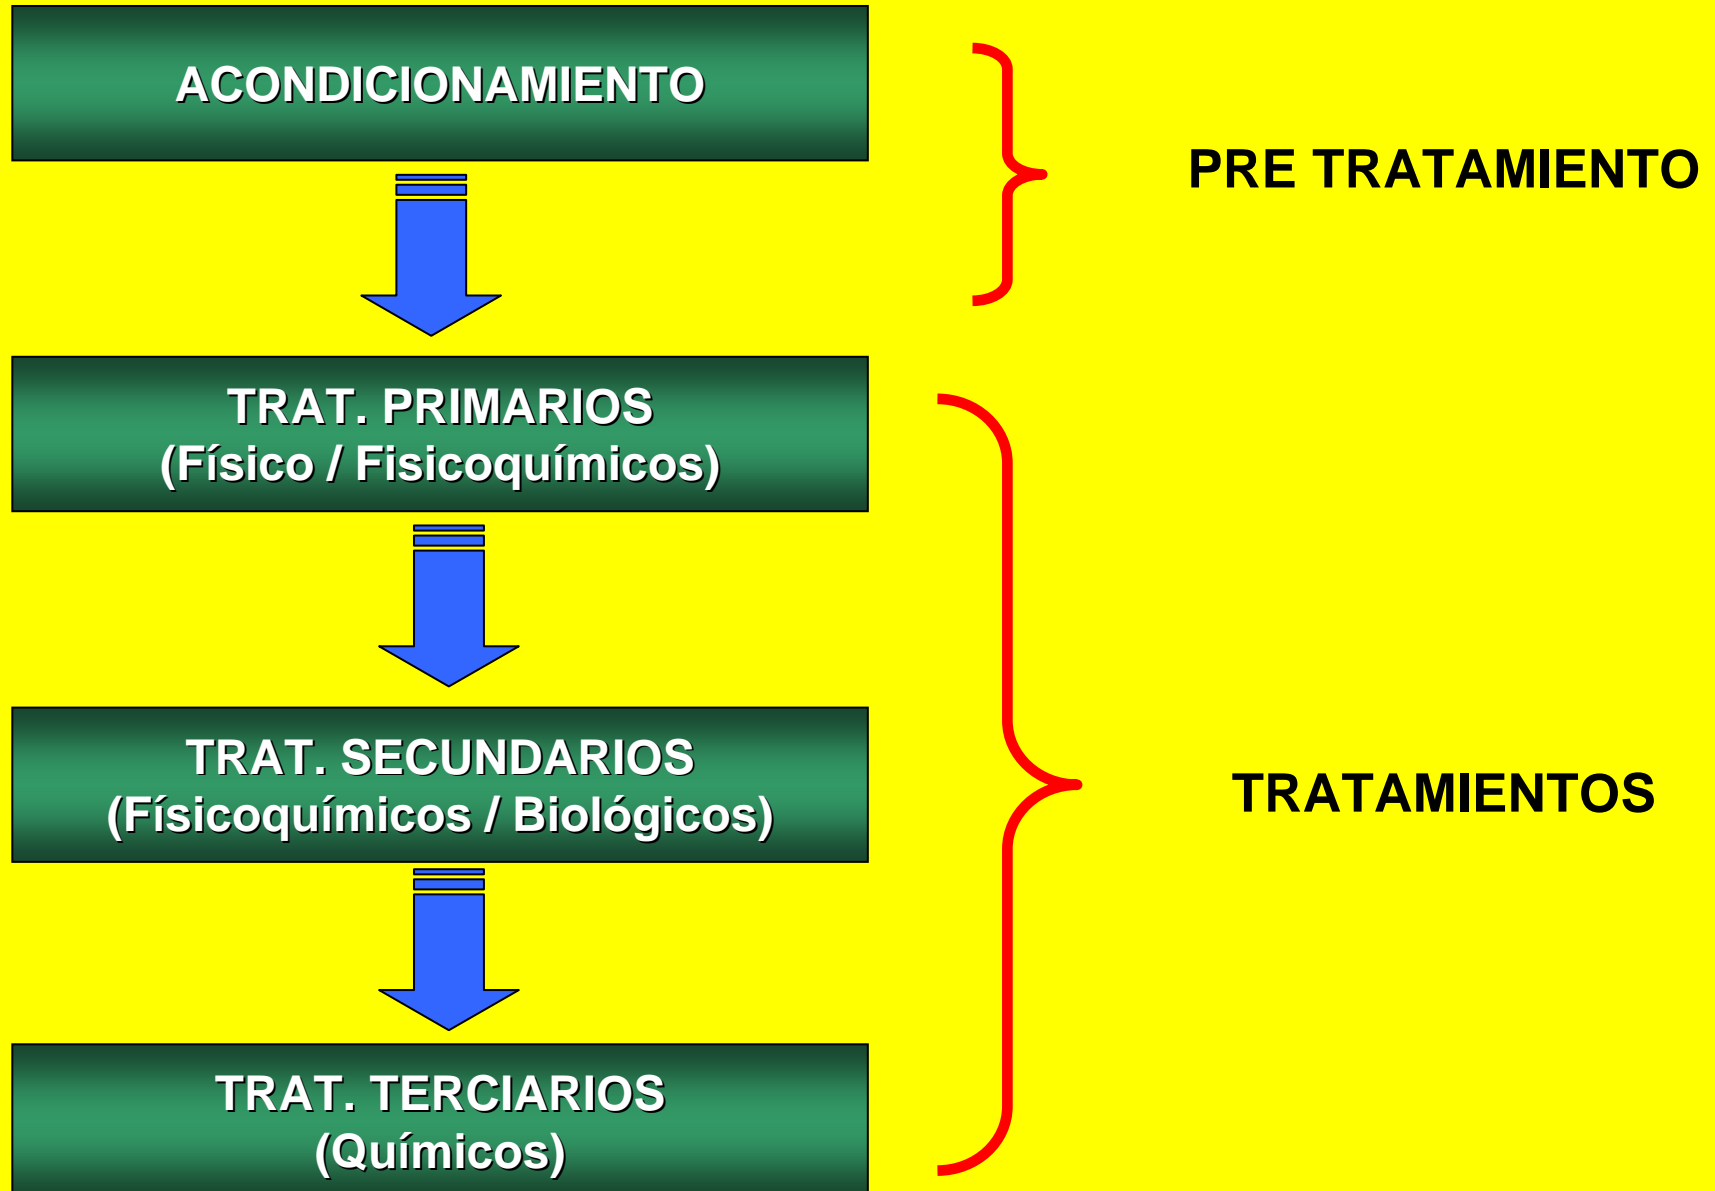 ACONDICIONAMIENTO
PRE TRATAMIENTO
TRAT. PRIMARIOS
(Físico / Fisicoquímicos)
TRAT. SECUNDARIOS
(Físicoquímicos / Biológicos)
TRATAMIENTOS
TRAT. TERCIARIOS
(Químicos)